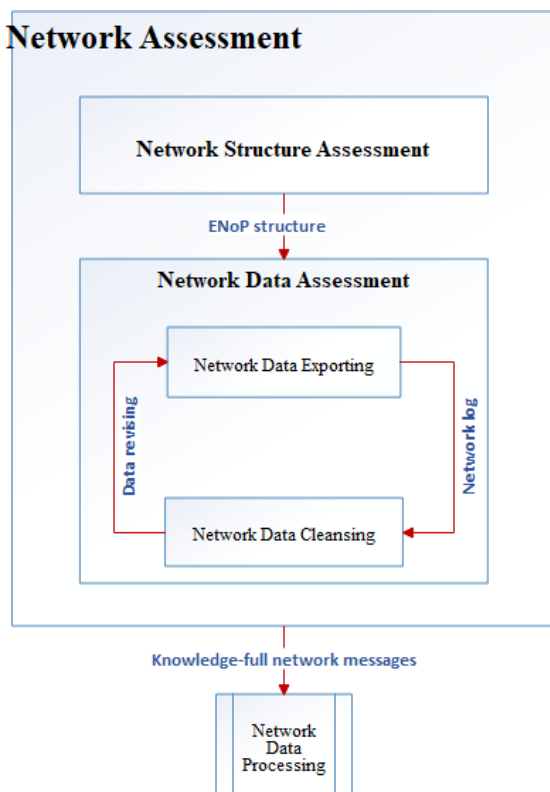 Network Assessment
Network Structure Assessment
ENoP structure
Network Data Assessment
Network Data Exporting
Data revising
Network log
Network Data Cleansing
Knowledge-full network messages
Network
Data
Processing